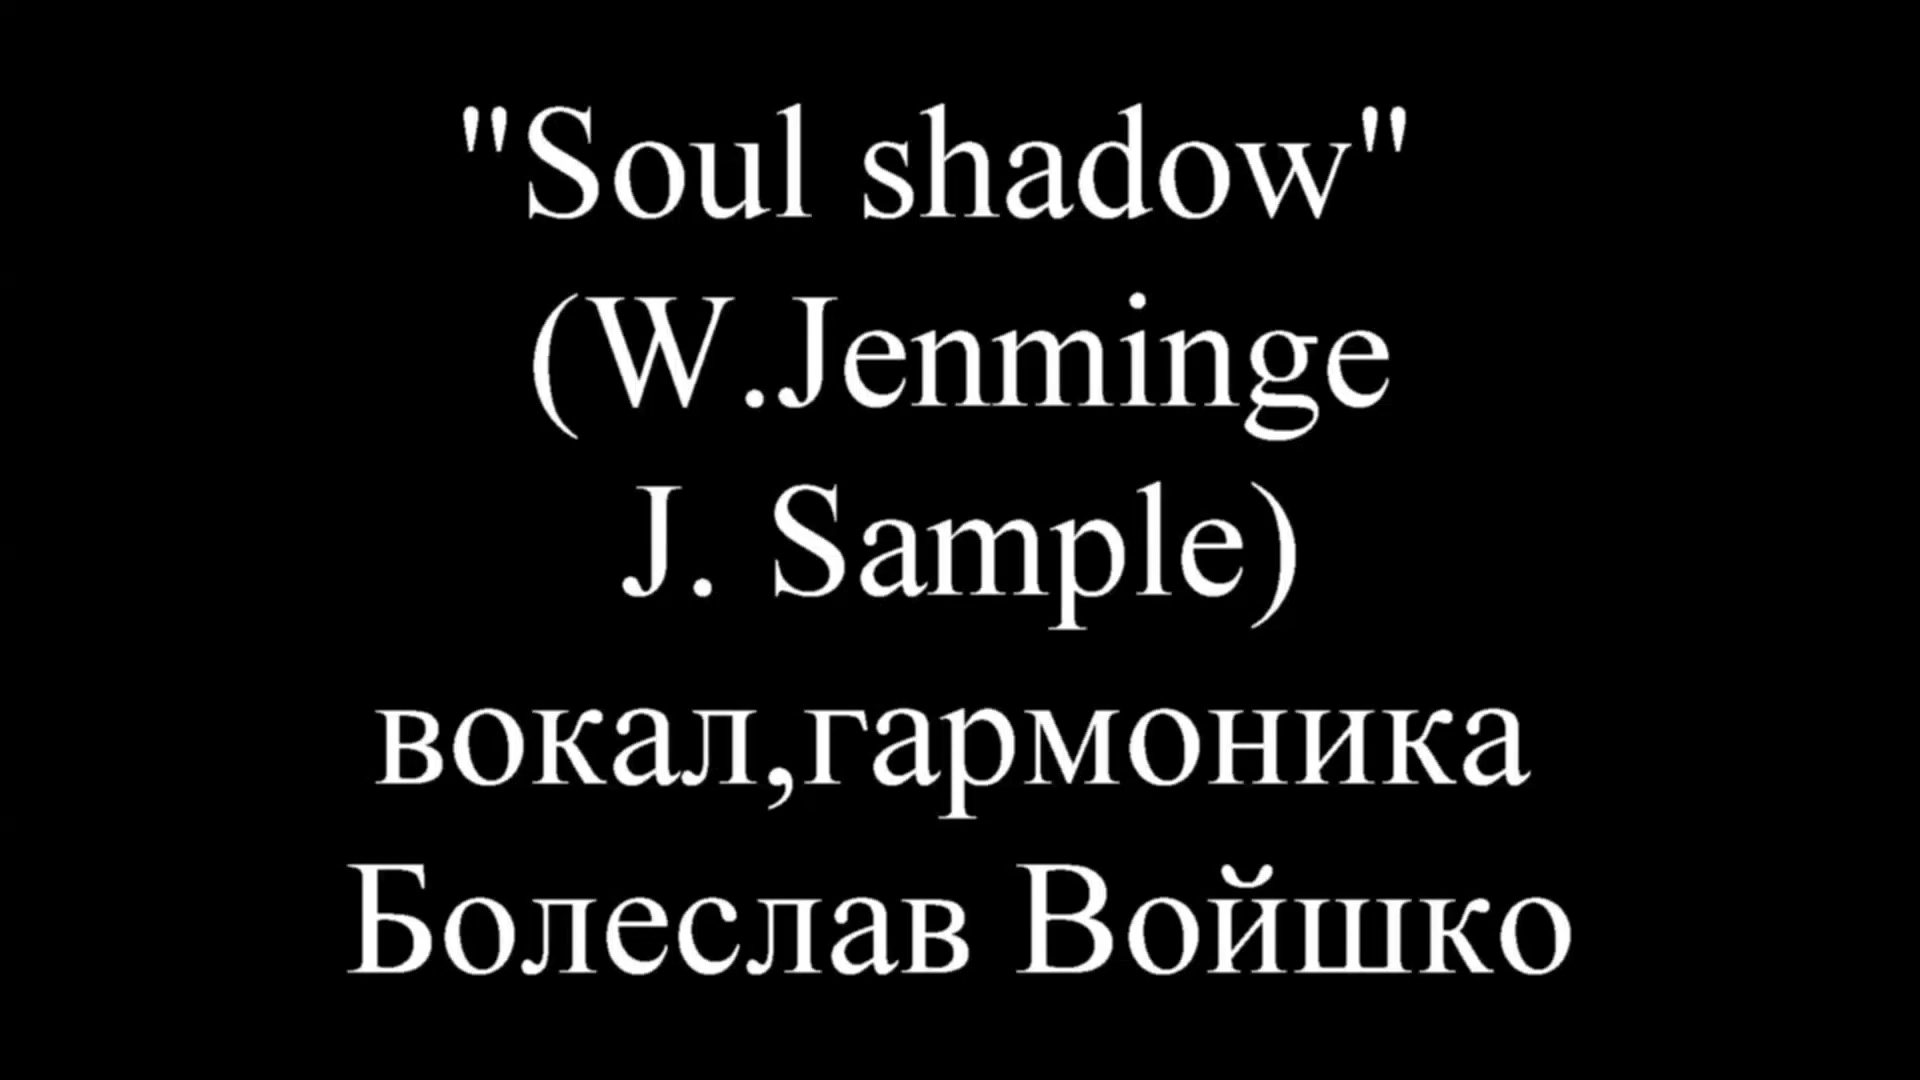 "Soul shadow"
(W.Jenminge
J. Sample)
вокал,гармоника
Болеслав Войшко